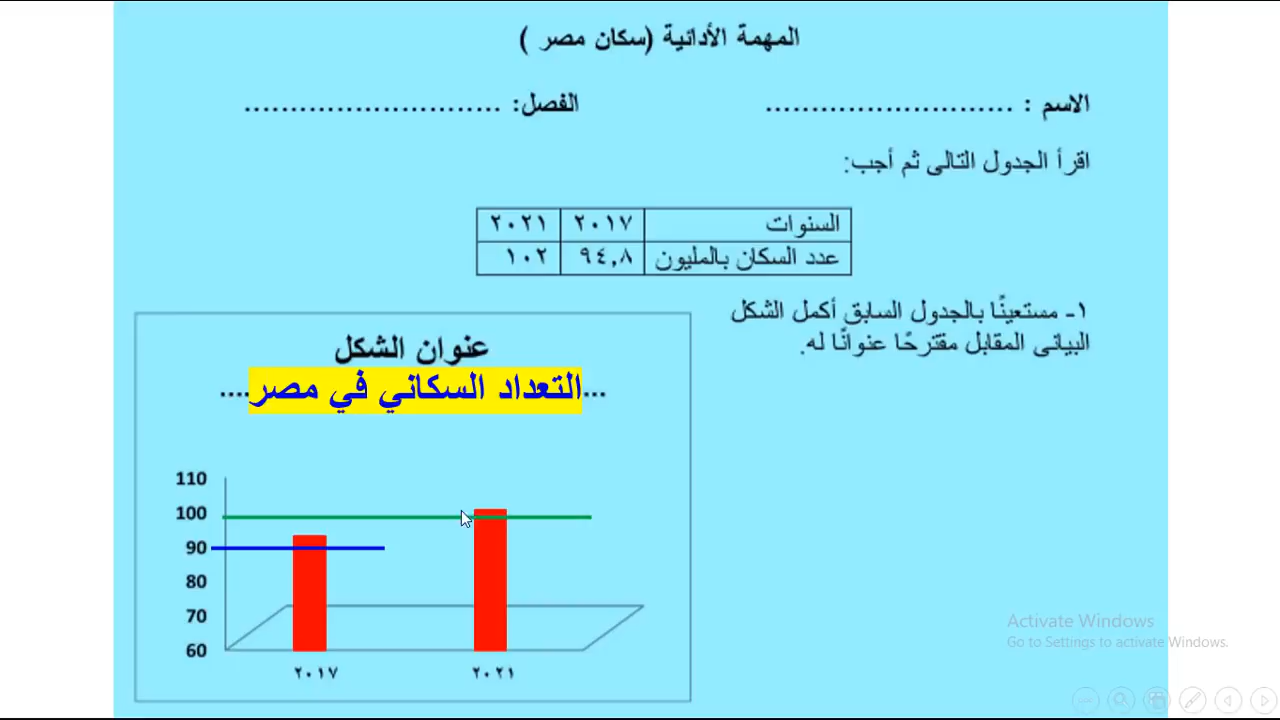 المهمة الأدائية (سكان مصر )
الاسم : ........................... الفصل: ............................
اقرأ الجدول التالى ثم أجب:
السنوات ٢٠١٧ ٢٠٢١
عدد السكان بالمليون ٩٤,٨ ١٠٢
١- مستعينًا بالجدول السابق أكمل الشكل
البيانى المقابل مقترحًا عنوانًا له.
عنوان الشكل
...التعداد السكاني في مصر....
110
100
90
80
70
60
٢٠١٧ ٢٠٢١
Activate Windows
Go to Settings to activate Windows.